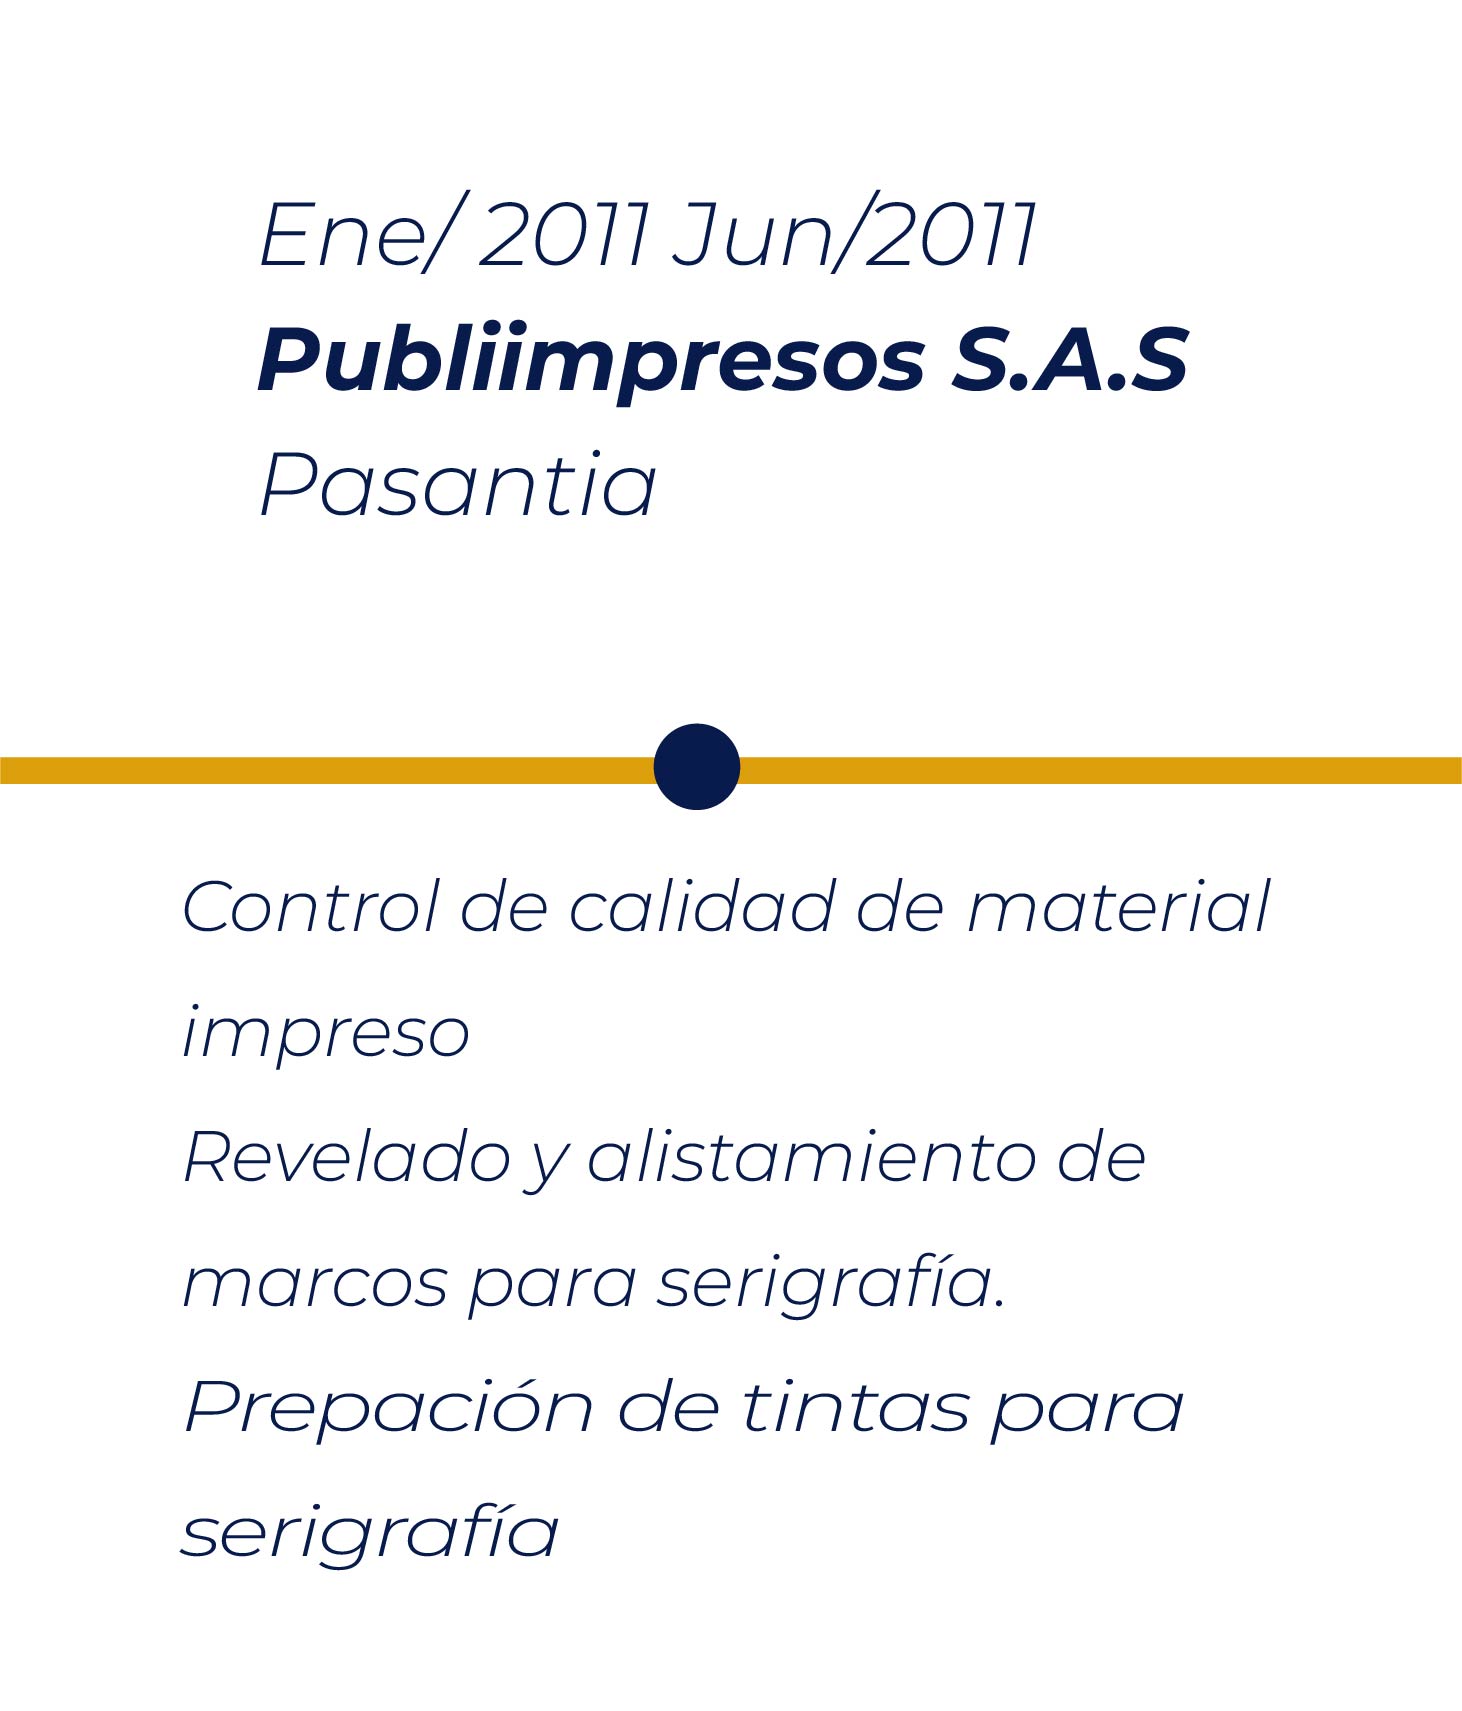 Ene/ 2011 Jun/2011
Publiimpresos S.A.S
Pasantia
Control de calidad de material
impreso
Revelado y alistamiento de
marcos para serigrafía.
Prepación de tintas para
serigrafía